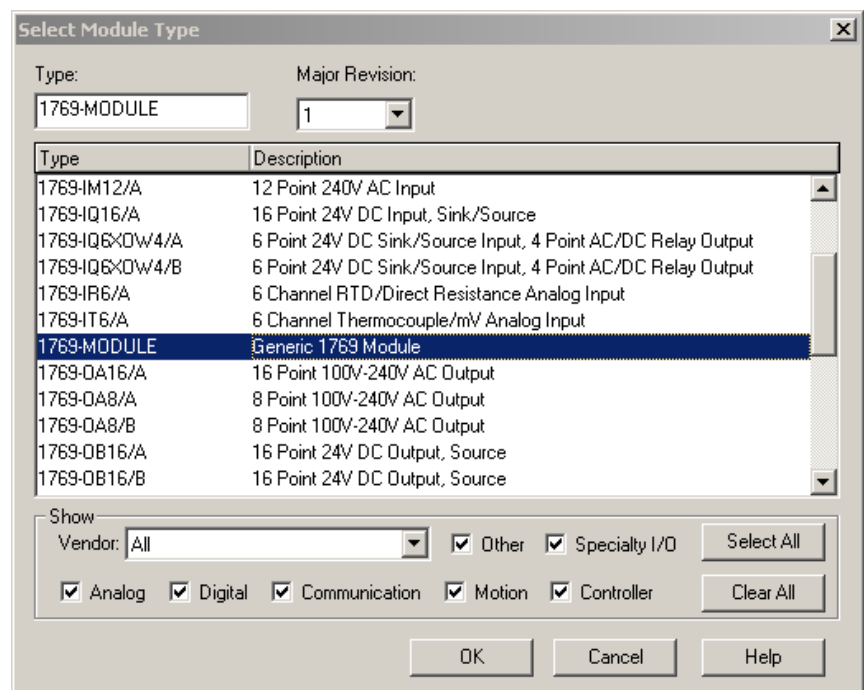 Select Module Type
Type: Major Revision:
1769-MODULE 1
Type Description
1769-IM12/A 12 Point 240V AC Input
1769-IQ16/A 16 Point 24V DC Input, Sink/Source
1769-IQ6XOW4/A 6 Point 24V DC Sink/Source Input, 4 Point AC/DC Relay Output
1769-IQ6XOW4/B 6 Point 24V DC Sink/Source Input, 4 Point AC/DC Relay Output
1769-IR6/A 6 Channel RTD/Direct Resistance Analog Input
1769-IT6/A 6 Channel Thermocouple/mV Analog Input
1769-MODULE Generic 1769 Module
1769-OA16/A 16 Point 100V-240V AC Output
1769-OA8/A 8 Point 100V-240V AC Output
1769-OA8/B 8 Point 100V-240V AC Output
1769-OB16/A 16 Point 24V DC Output, Source
1769-OB16/B 16 Point 24V DC Output, Source
Show
Vendor: All Other Specialty I/O Select All
Analog Digital Communication Motion Controller Clear All
OK Cancel Help